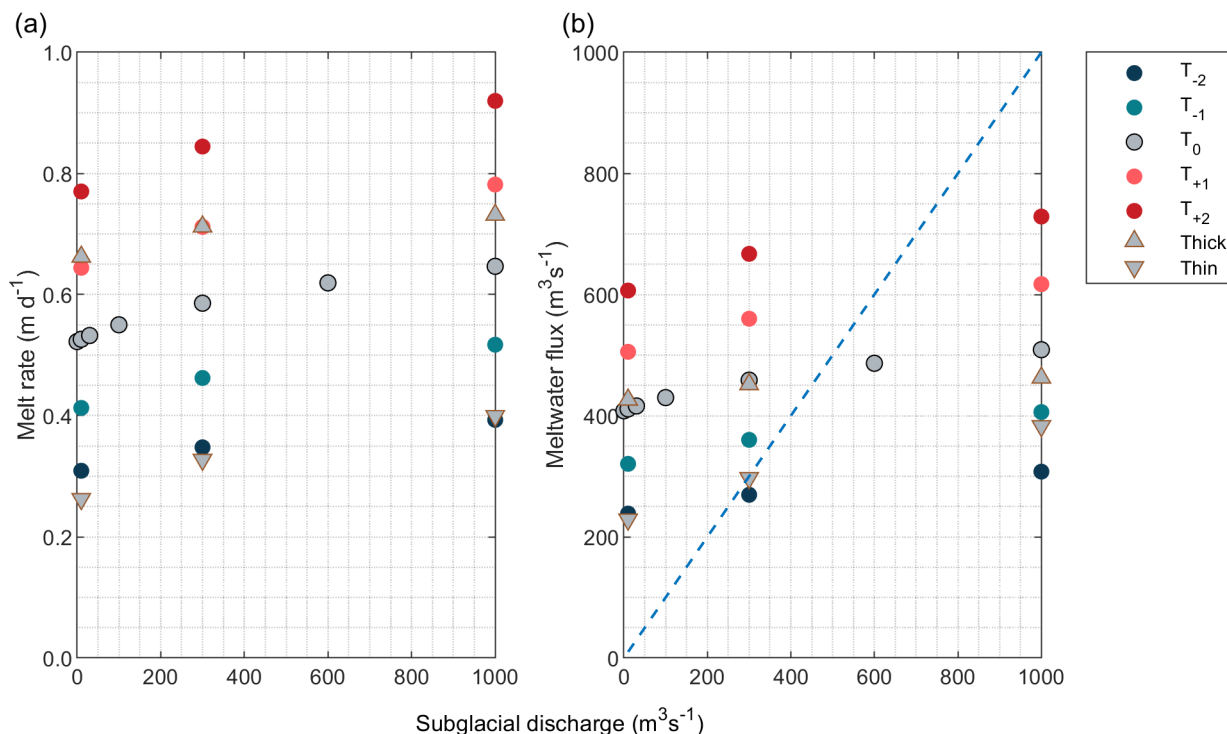 (a)
(b)
1.0
0.8
0.6
0.4
0.2
0.0
Melt rate (m d⁻¹)
0 200 400 600 800 1000
1000
800
600
400
200
0
Meltwater flux (m³s⁻¹)
0 200 400 600 800 1000
Subglacial discharge (m³s⁻¹)
T₋₂
T₋₁
T₀
T₊₁
T₊₂
Thick
Thin